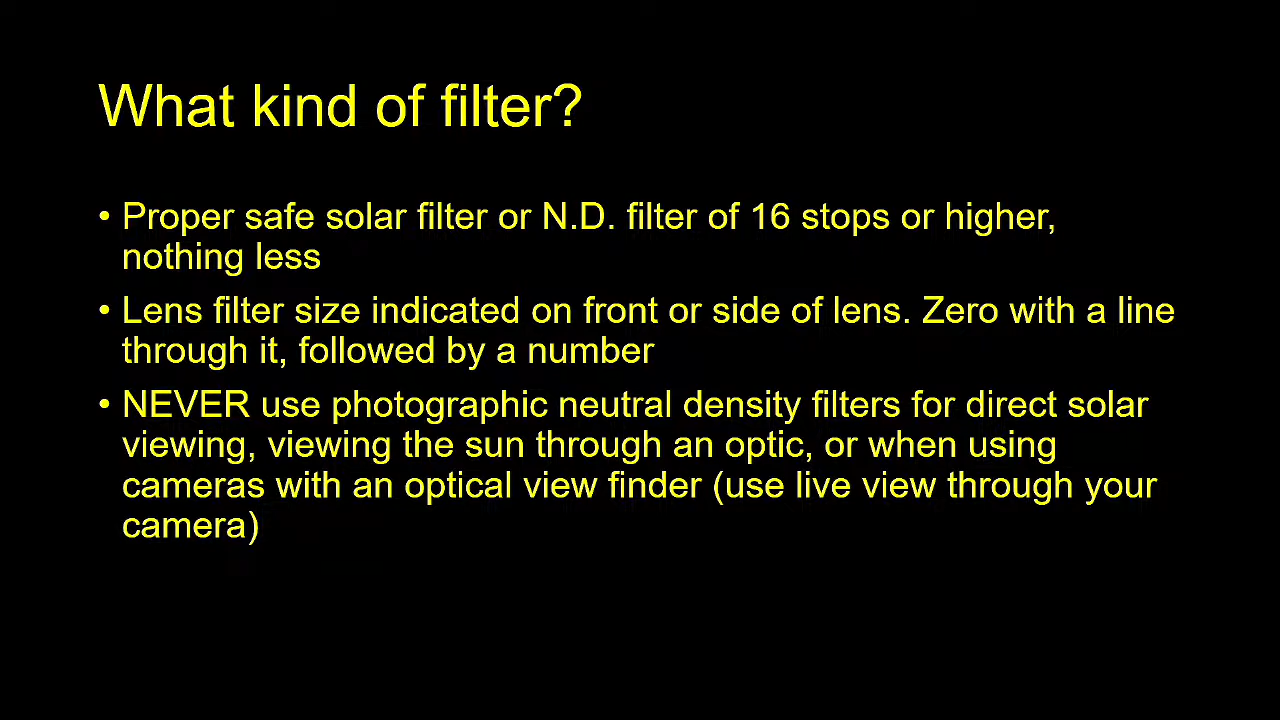 What kind of filter?
• Proper safe solar filter or N.D. filter of 16 stops or higher,
nothing less
• Lens filter size indicated on front or side of lens. Zero with a line
through it, followed by a number
• NEVER use photographic neutral density filters for direct solar
viewing, viewing the sun through an optic, or when using
cameras with an optical view finder (use live view through your
camera)